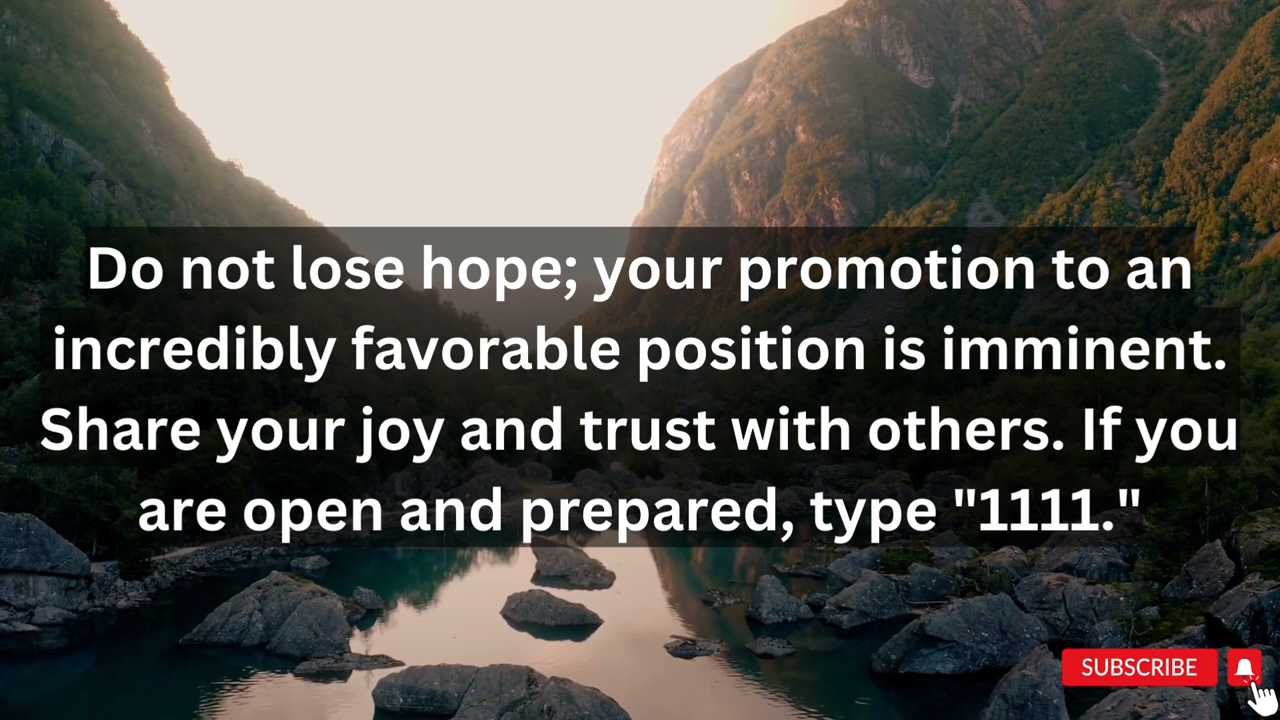 Do not lose hope; your promotion to an
incredibly favorable position is imminent.
Share your joy and trust with others. If you
are open and prepared, type "1111."
SUBSCRIBE